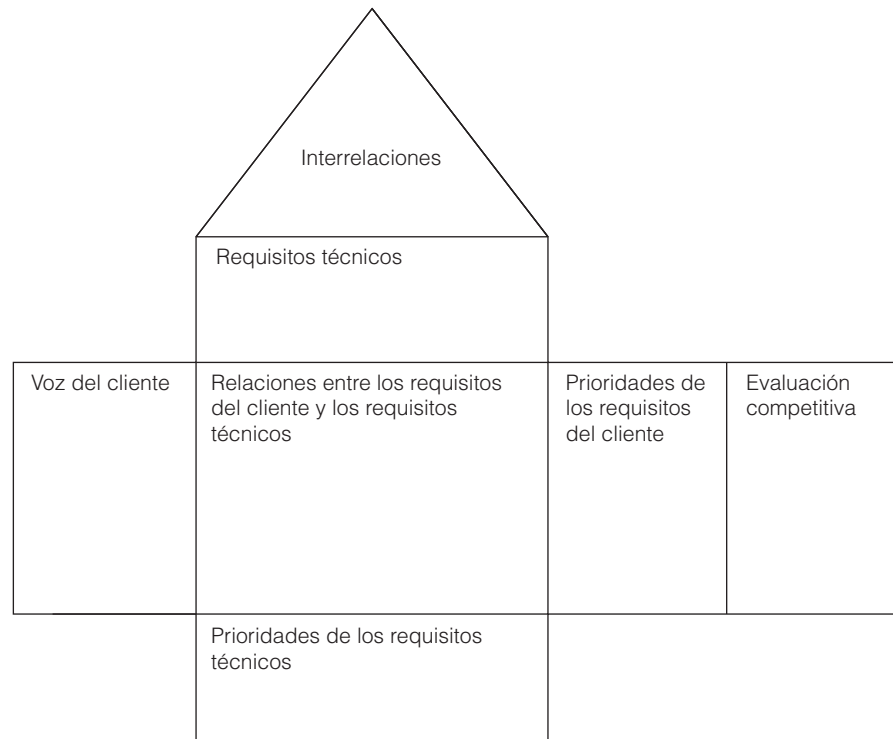 Interrelaciones
Requisitos técnicos
Voz del cliente
Relaciones entre los requisitos
del cliente y los requisitos
técnicos
Prioridades de
los requisitos
del cliente
Evaluación
competitiva
Prioridades de los requisitos
técnicos